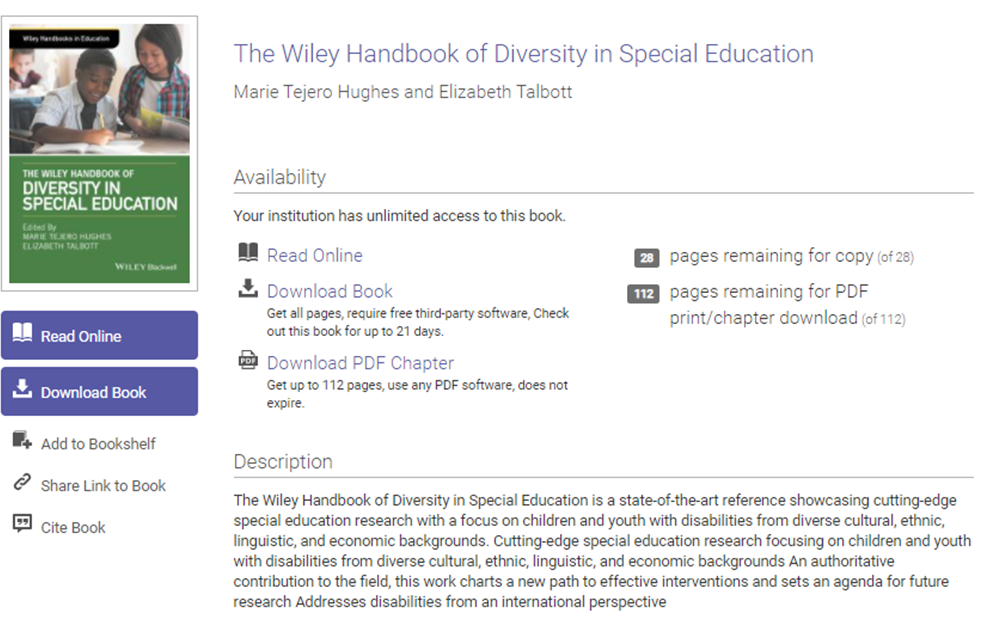 Wiley Handbooks in Education
THE WILEY HANDBOOK OF
DIVERSITY IN
SPECIAL EDUCATION
Edited By
MARIE TEJERO HUGHES
ELIZABETH TALBOTT
WILEY Blackwell
Read Online
Download Book
Add to Bookshelf
Share Link to Book
Cite Book
The Wiley Handbook of Diversity in Special Education
Marie Tejero Hughes and Elizabeth Talbott
Availability
Your institution has unlimited access to this book.
Read Online
Download Book
Get all pages, require free third-party software, Check
out this book for up to 21 days.
PDF
Download PDF Chapter
Get up to 112 pages, use any PDF software, does not
expire.
28 pages remaining for copy (of 28)
112 pages remaining for PDF
print/chapter download (of 112)
Description
The Wiley Handbook of Diversity in Special Education is a state-of-the-art reference showcasing cutting-edge
special education research with a focus on children and youth with disabilities from diverse cultural, ethnic,
linguistic, and economic backgrounds. Cutting-edge special education research focusing on children and youth
with disabilities from diverse cultural, ethnic, linguistic, and economic backgrounds An authoritative
contribution to the field, this work charts a new path to effective interventions and sets an agenda for future
research Addresses disabilities from an international perspective